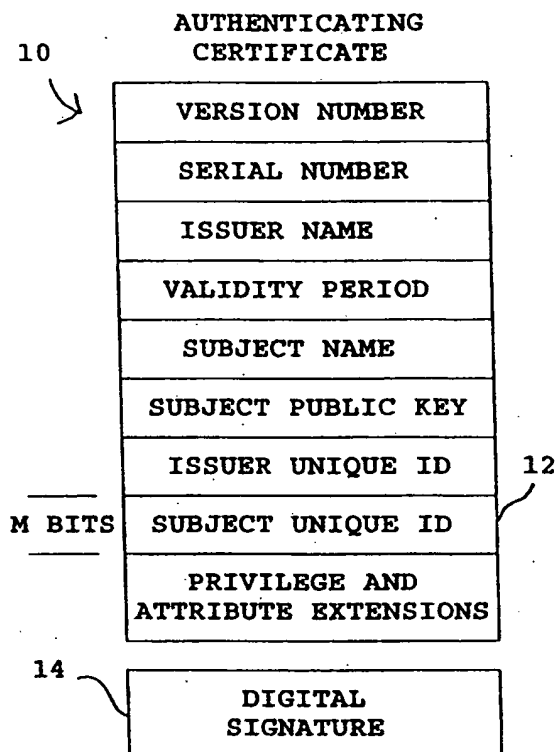 AUTHENTICATING
CERTIFICATE
10
VERSION NUMBER
SERIAL NUMBER
ISSUER NAME
VALIDITY PERIOD
SUBJECT NAME
SUBJECT PUBLIC KEY
ISSUER UNIQUE ID
12
M BITS
SUBJECT UNIQUE ID
PRIVILEGE AND
ATTRIBUTE EXTENSIONS
14
DIGITAL
SIGNATURE